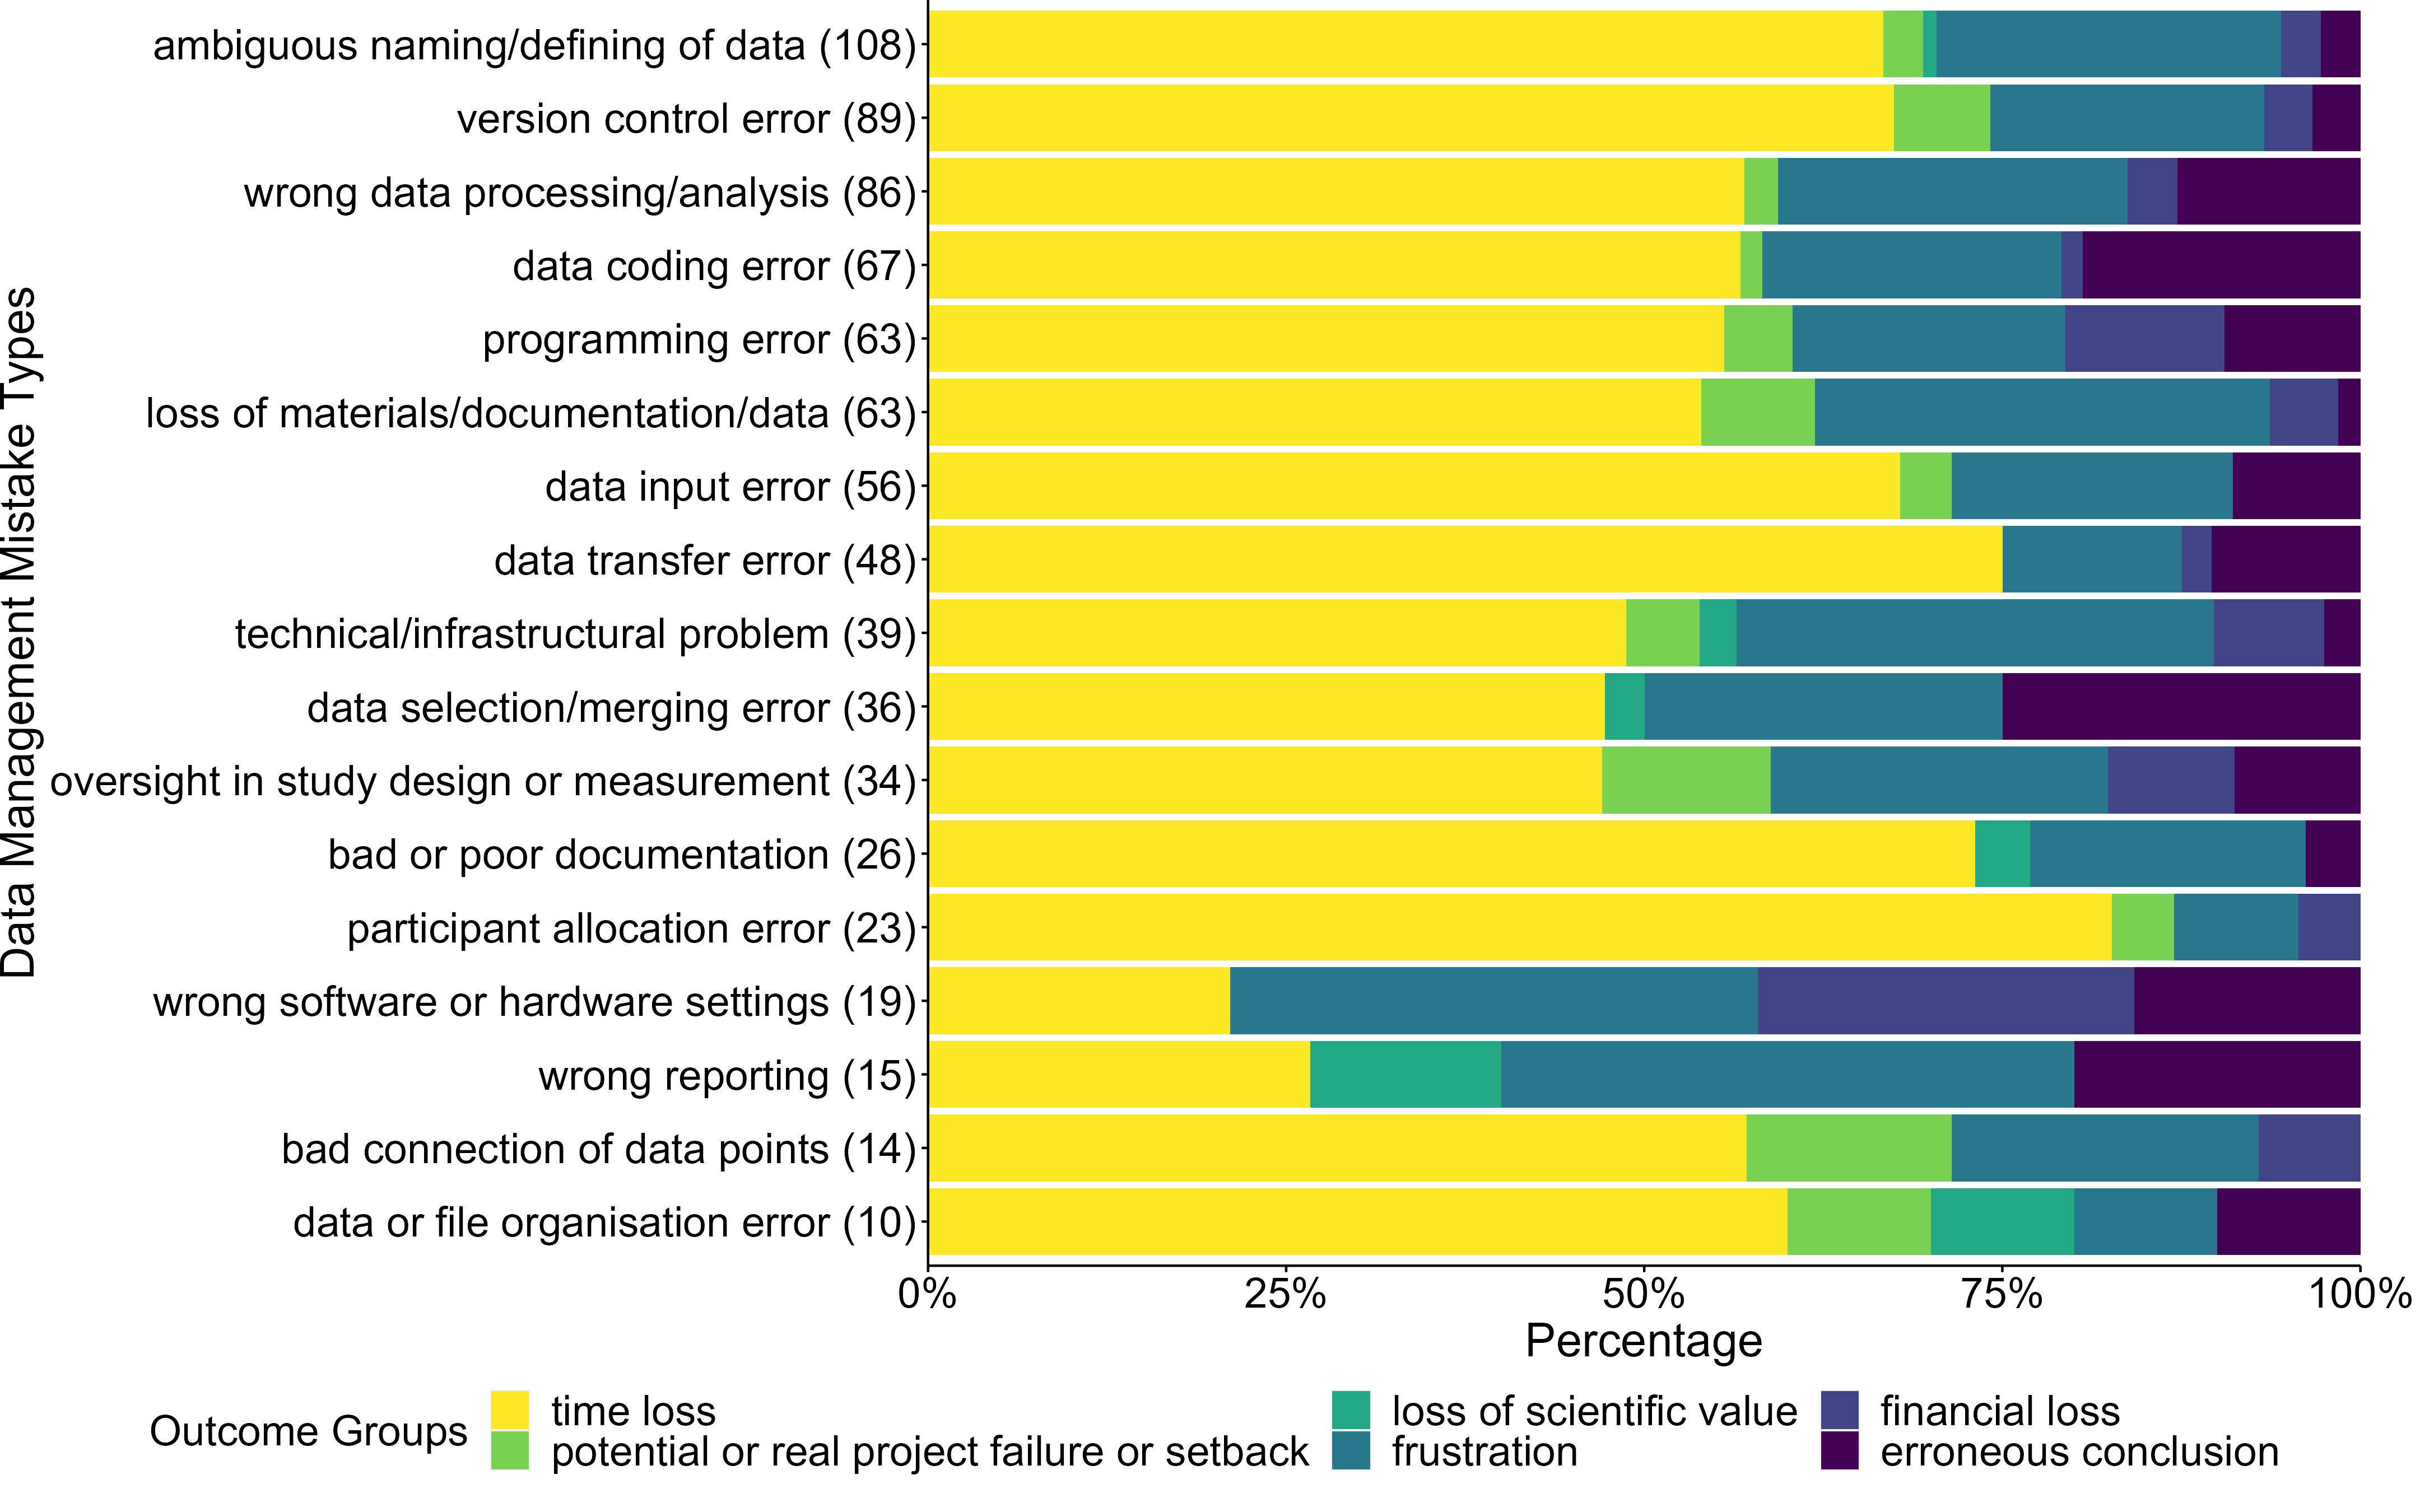 Data Management Mistake Types
ambiguous naming/defining of data (108)
version control error (89)
wrong data processing/analysis (86)
data coding error (67)
programming error (63)
loss of materials/documentation/data (63)
data input error (56)
data transfer error (48)
technical/infrastructural problem (39)
data selection/merging error (36)
oversight in study design or measurement (34)
bad or poor documentation (26)
participant allocation error (23)
wrong software or hardware settings (19)
wrong reporting (15)
bad connection of data points (14)
data or file organisation error (10)
0% 25% 50% 75% 100%
Percentage
Outcome Groups
time loss
potential or real project failure or setback
loss of scientific value
frustration
financial loss
erroneous conclusion